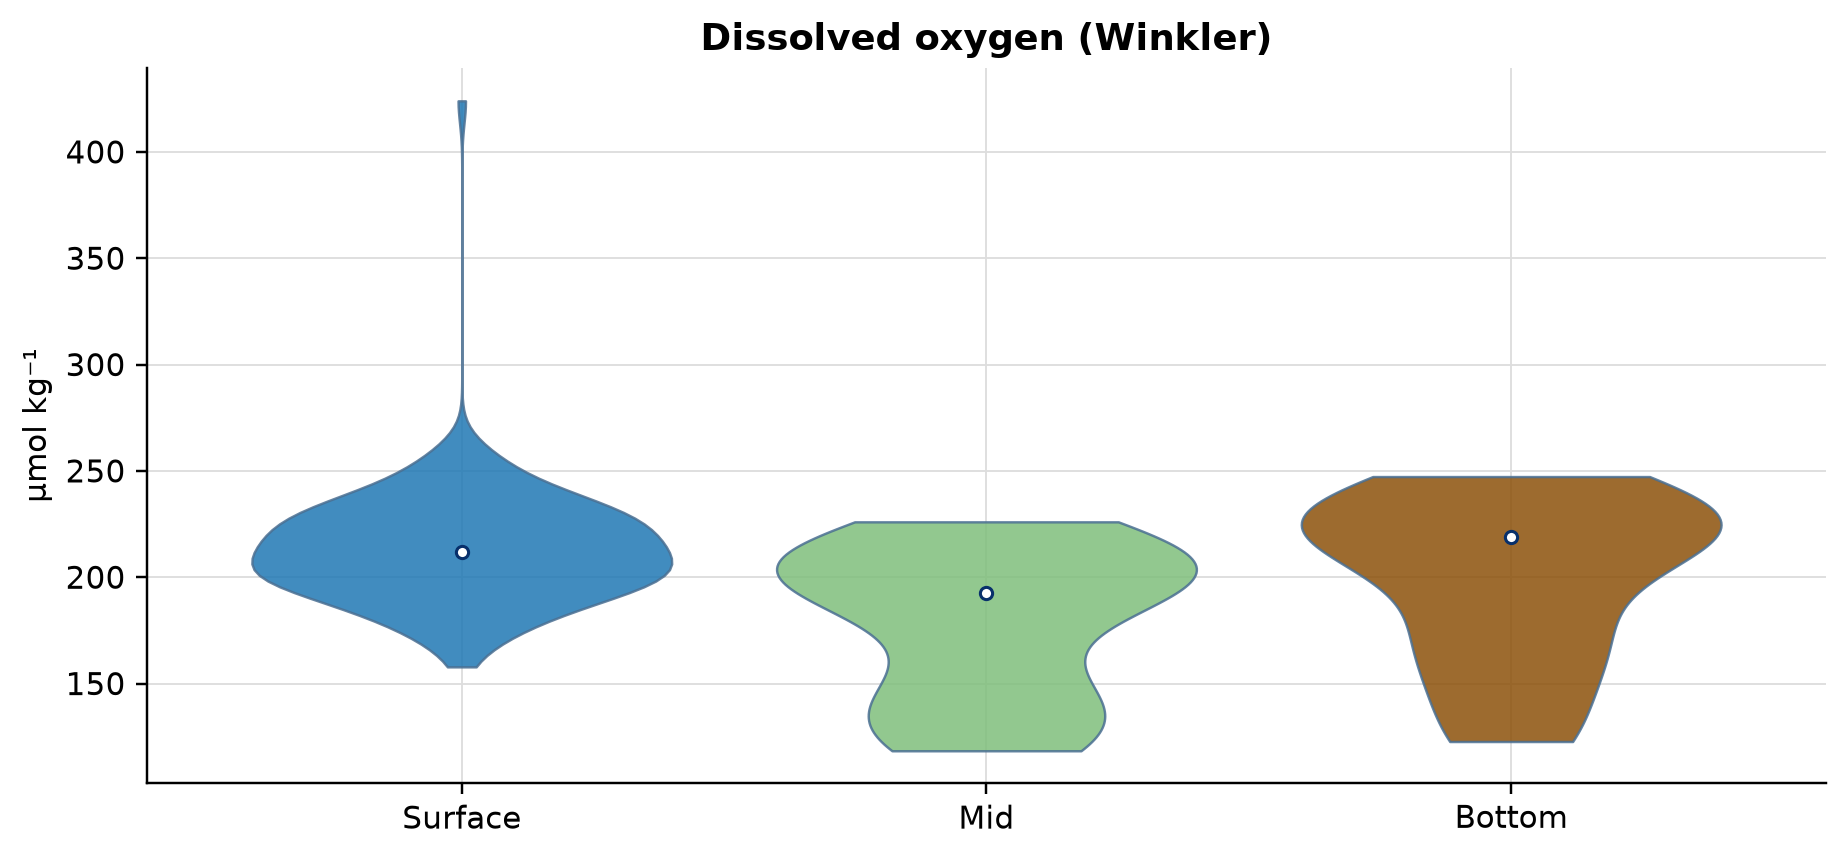 Dissolved oxygen (Winkler)
µmol kg⁻¹
400
350
300
250
200
150
Surface
Mid
Bottom